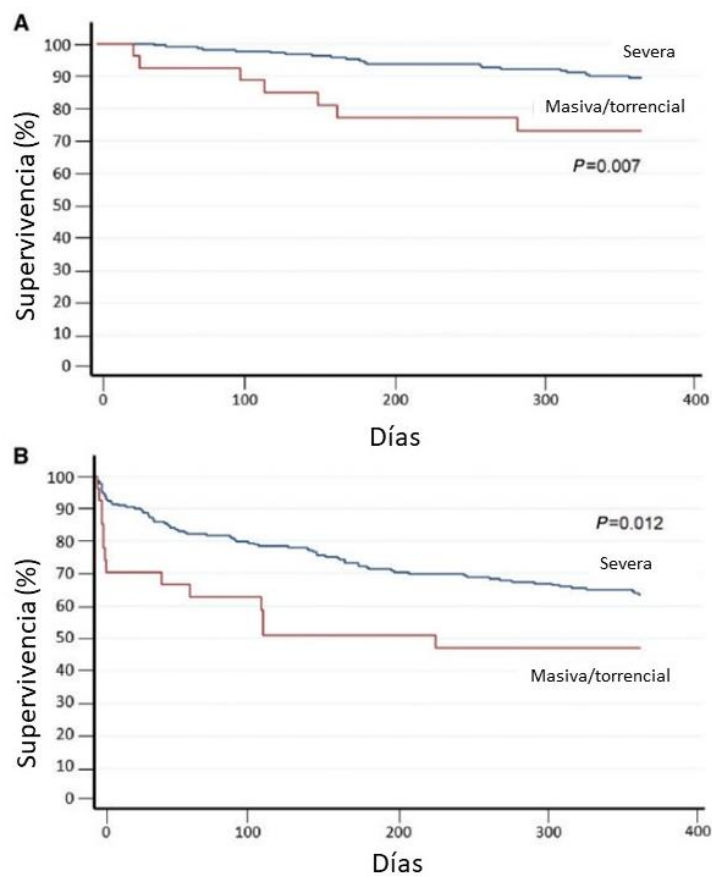 A
100
90
80
70
60
50
40
30
20
10
0
Supervivencia (%)
Severa
Masiva/torrencial
P=0.007
0 100 200 300 400
Días
B
100
90
80
70
60
50
40
30
20
10
0
Supervivencia (%)
P=0.012
Severa
Masiva/torrencial
0 100 200 300 400
Días